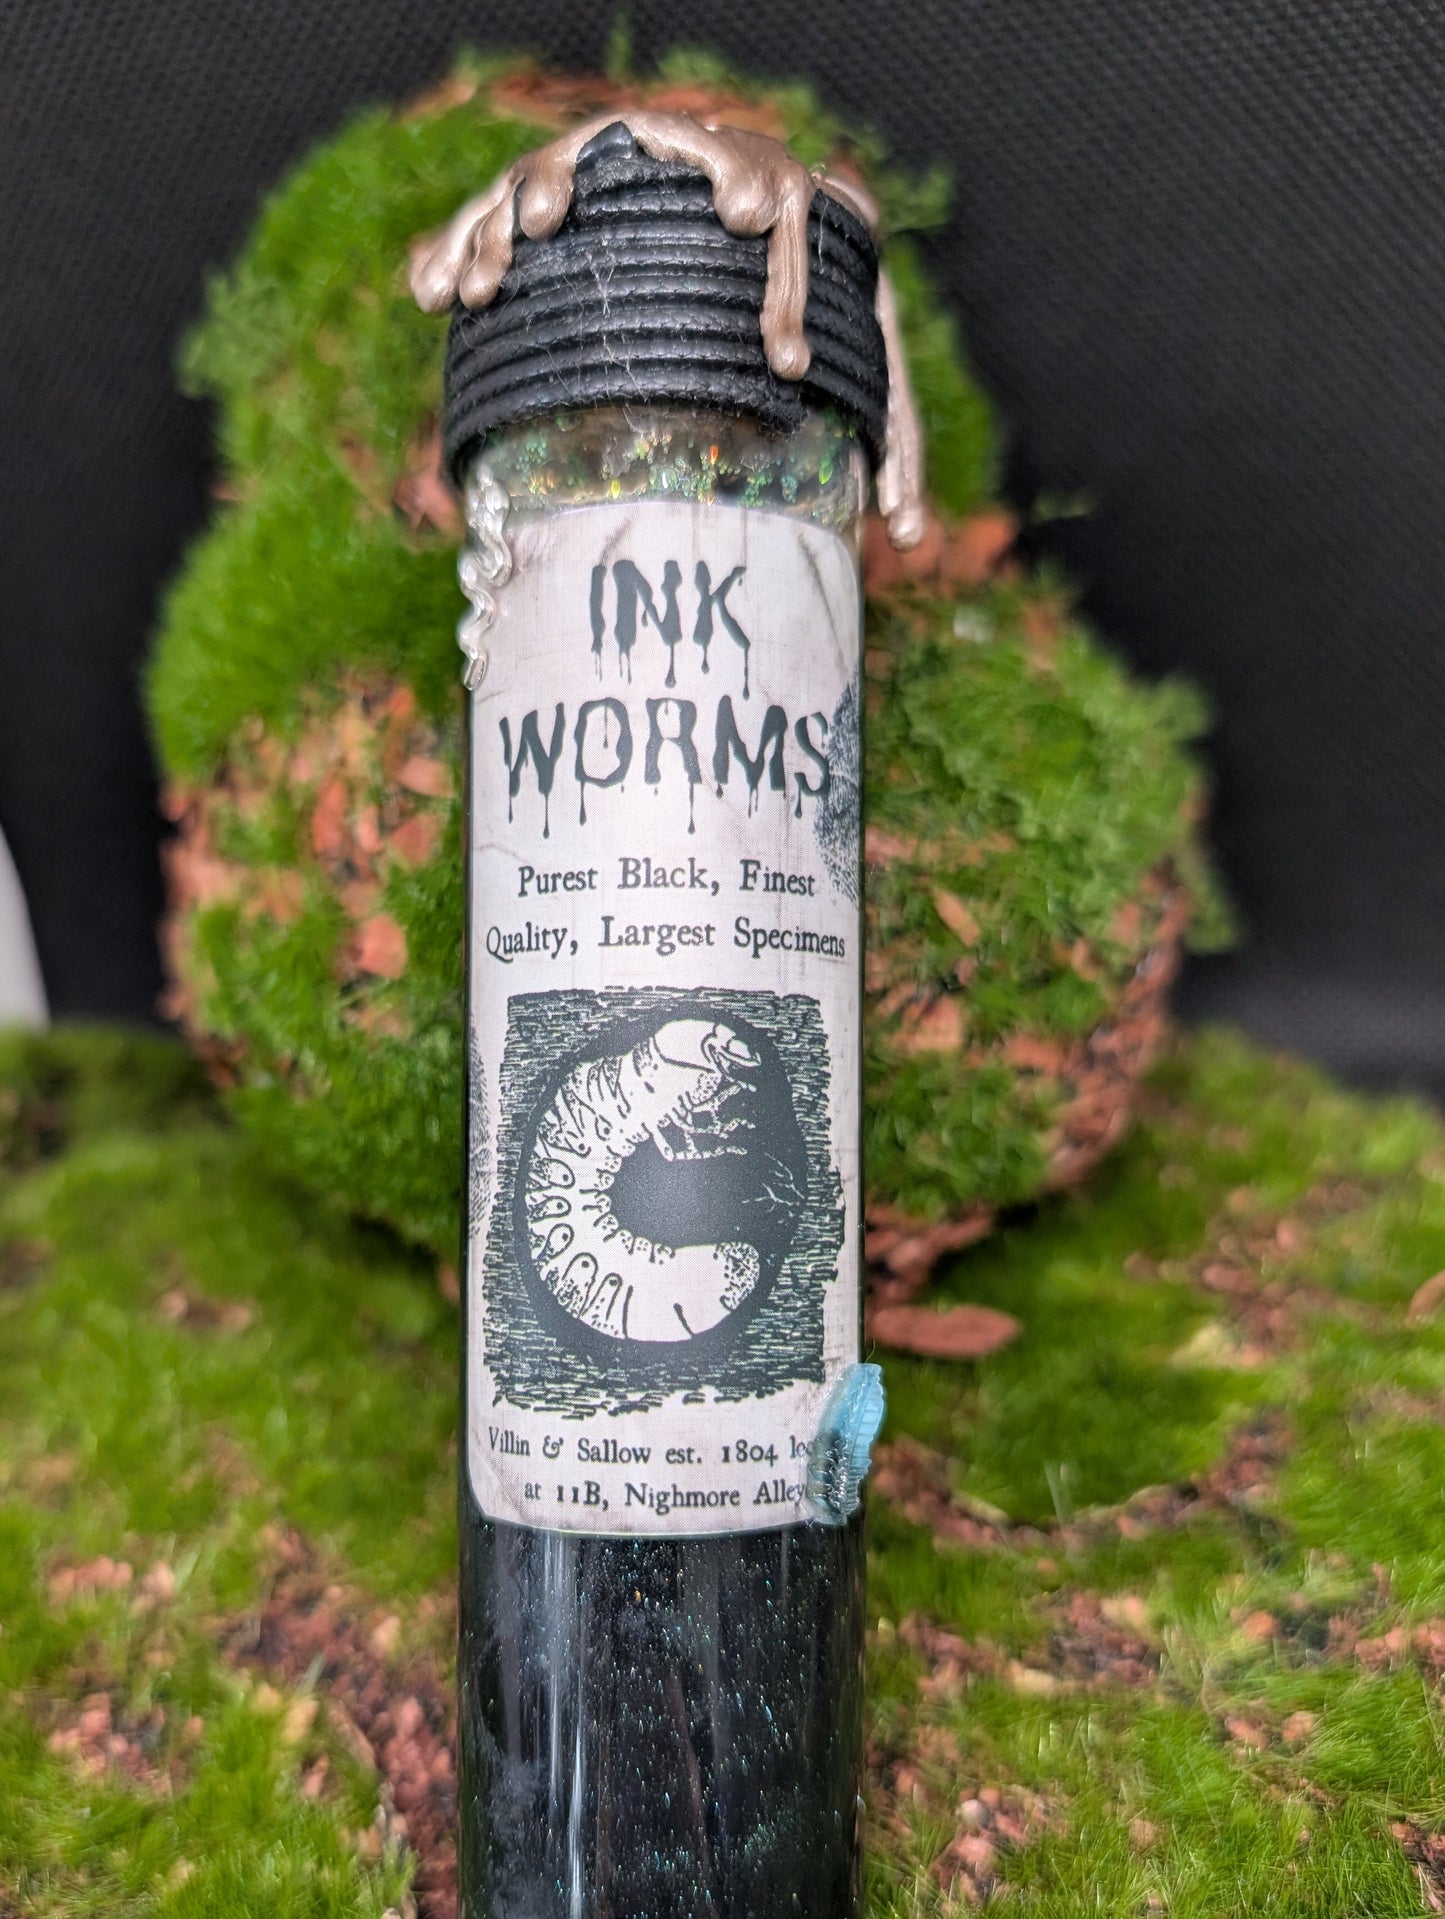 INK
WORMS
Purest Black, Finest
Quality, Largest Specimens
Villin & Sallow est. 1804
at 11B, Nighmore Alley